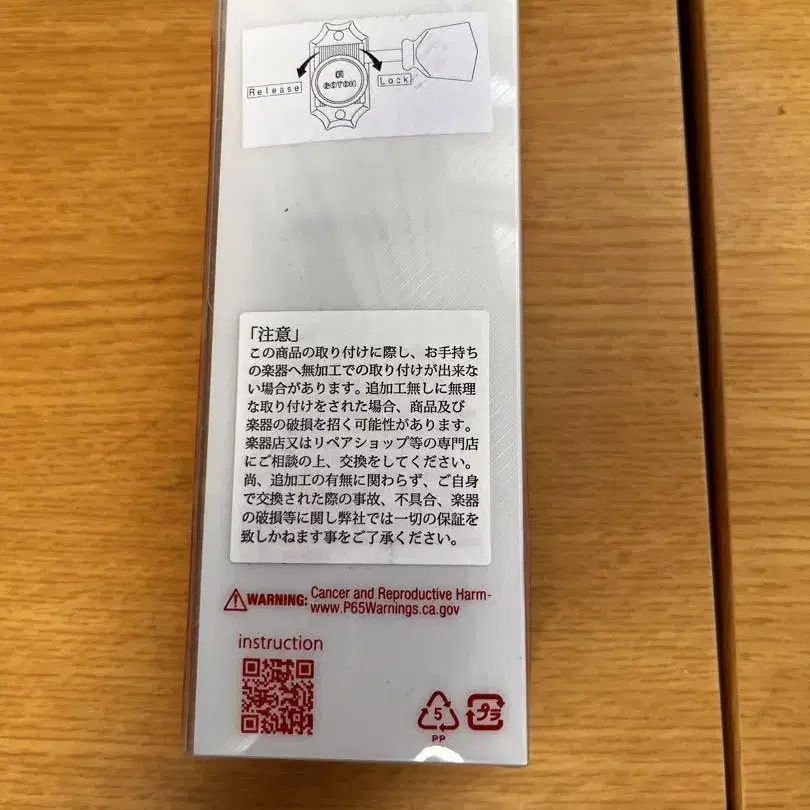 GOTOH
Release
Lock
「注意」
この商品の取り付けに際し、お手持ち
の楽器へ無加工での取り付けが出来な
い場合があります。追加工無しに無理
な取り付けをされた場合、商品及び
楽器の破損を招く可能性があります。
楽器店又はリペアショップ等の専門店
にご相談の上、交換をしてください。
尚、追加工の有無に関わらず、ご自身
で交換された際の事故、不具合、楽器
の破損等に関し弊社では一切の保証を
致しかねます事をご了承ください。
WARNING: Cancer and Reproductive Harm-
www.P65Warnings.ca.gov
instruction
5
PP
プラ